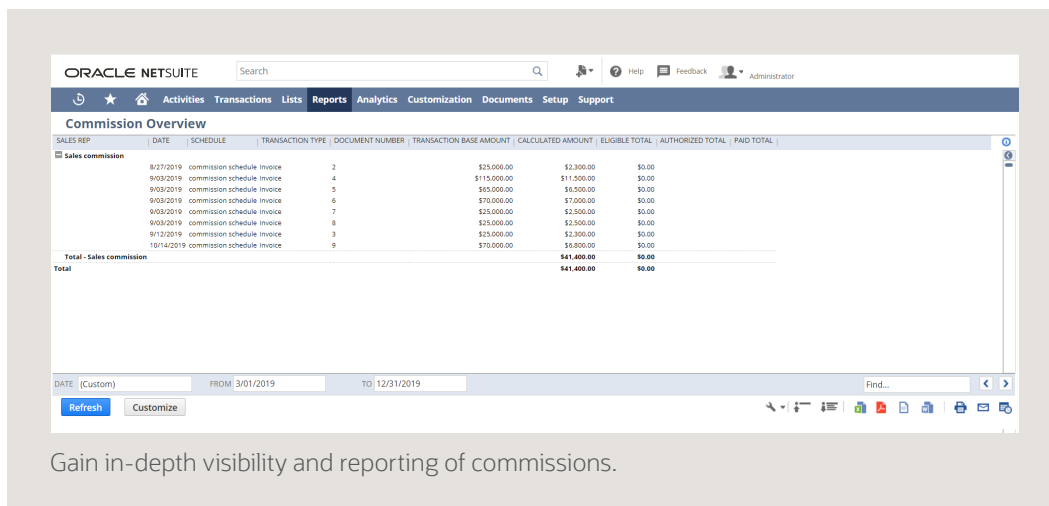 ORACLE NETSUITE Search Help Feedback Administrator
Activities Transactions Lists Reports Analytics Customization Documents Setup Support
Commission Overview
SALES REP DATE SCHEDULE TRANSACTION TYPE DOCUMENT NUMBER TRANSACTION BASE AMOUNT CALCULATED AMOUNT ELIGIBLE TOTAL AUTHORIZED TOTAL PAID TOTAL
Sales commission
8/27/2019 commission schedule Invoice 2 $25,000.00 $2,300.00 $0.00
9/03/2019 commission schedule Invoice 4 $115,000.00 $11,500.00 $0.00
9/03/2019 commission schedule Invoice 5 $65,000.00 $6,500.00 $0.00
9/03/2019 commission schedule Invoice 6 $70,000.00 $7,000.00 $0.00
9/03/2019 commission schedule Invoice 7 $25,000.00 $2,500.00 $0.00
9/03/2019 commission schedule Invoice 8 $25,000.00 $2,500.00 $0.00
9/12/2019 commission schedule Invoice 3 $25,000.00 $2,300.00 $0.00
10/14/2019 commission schedule Invoice 9 $70,000.00 $6,800.00 $0.00
Total - Sales commission $41,400.00 $0.00
Total $41,400.00 $0.00
DATE (Custom) FROM 3/01/2019 TO 12/31/2019 Find...
Refresh Customize
Gain in-depth visibility and reporting of commissions.